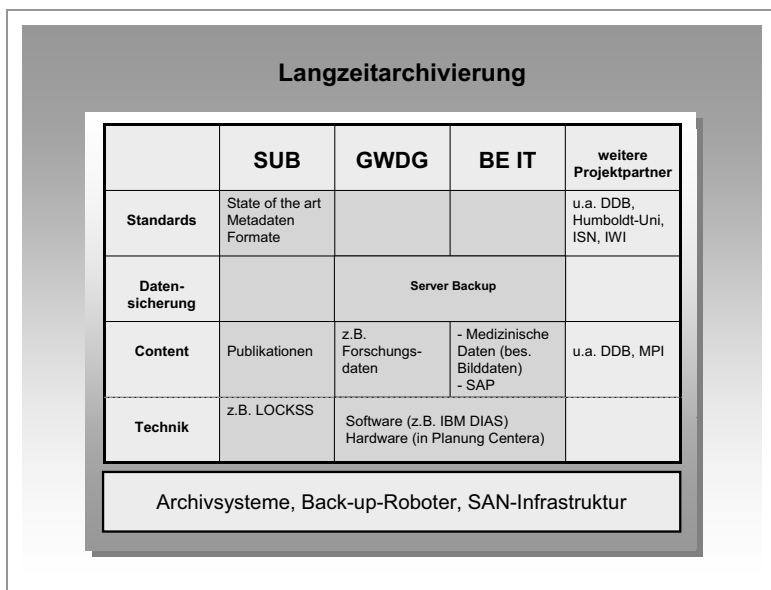 Langzeitarchivierung
SUB GWDG BE IT weitere
Projektpartner
Standards
State of the art
Metadaten
Formate
u.a. DDB,
Humboldt-Uni,
ISN, IWI
Daten-
sicherung
Server Backup
Content
Publikationen
z.B.
Forschungs-
daten
- Medizinische
Daten (bes.
Bilddaten)
- SAP
u.a. DDB, MPI
Technik
z.B. LOCKSS
Software (z.B. IBM DIAS)
Hardware (in Planung Centera)
Archivsysteme, Back-up-Roboter, SAN-Infrastruktur